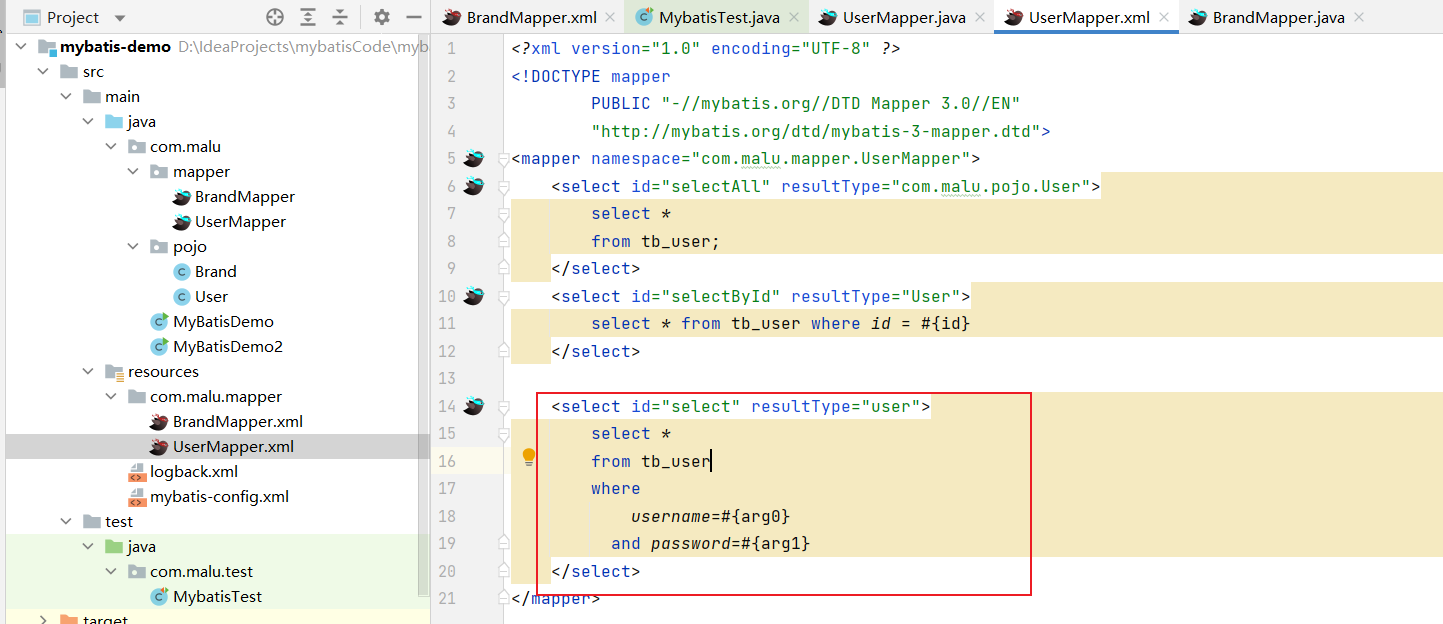 Project
BrandMapper.xml
MybatisTest.java
UserMapper.java
UserMapper.xml
BrandMapper.java
mybatis-demo D:\IdeaProjects\mybatisCode\myb
src
main
java
com.malu
mapper
BrandMapper
UserMapper
pojo
Brand
User
MyBatisDemo
MyBatisDemo2
resources
com.malu.mapper
BrandMapper.xml
UserMapper.xml
logback.xml
mybatis-config.xml
test
java
com.malu.test
MybatisTest
target
1 <?xml version="1.0" encoding="UTF-8" ?>
2 <!DOCTYPE mapper
3 PUBLIC "-//mybatis.org//DTD Mapper 3.0//EN"
4 "http://mybatis.org/dtd/mybatis-3-mapper.dtd">
5 <mapper namespace="com.malu.mapper.UserMapper">
6 <select id="selectAll" resultType="com.malu.pojo.User">
7 select *
8 from tb_user;
9 </select>
10 <select id="selectById" resultType="User">
11 select * from tb_user where id = #{id}
12 </select>
13
14 <select id="select" resultType="user">
15 select *
16 from tb_user
17 where
18 username=#{arg0}
19 and password=#{arg1}
20 </select>
21 </mapper>